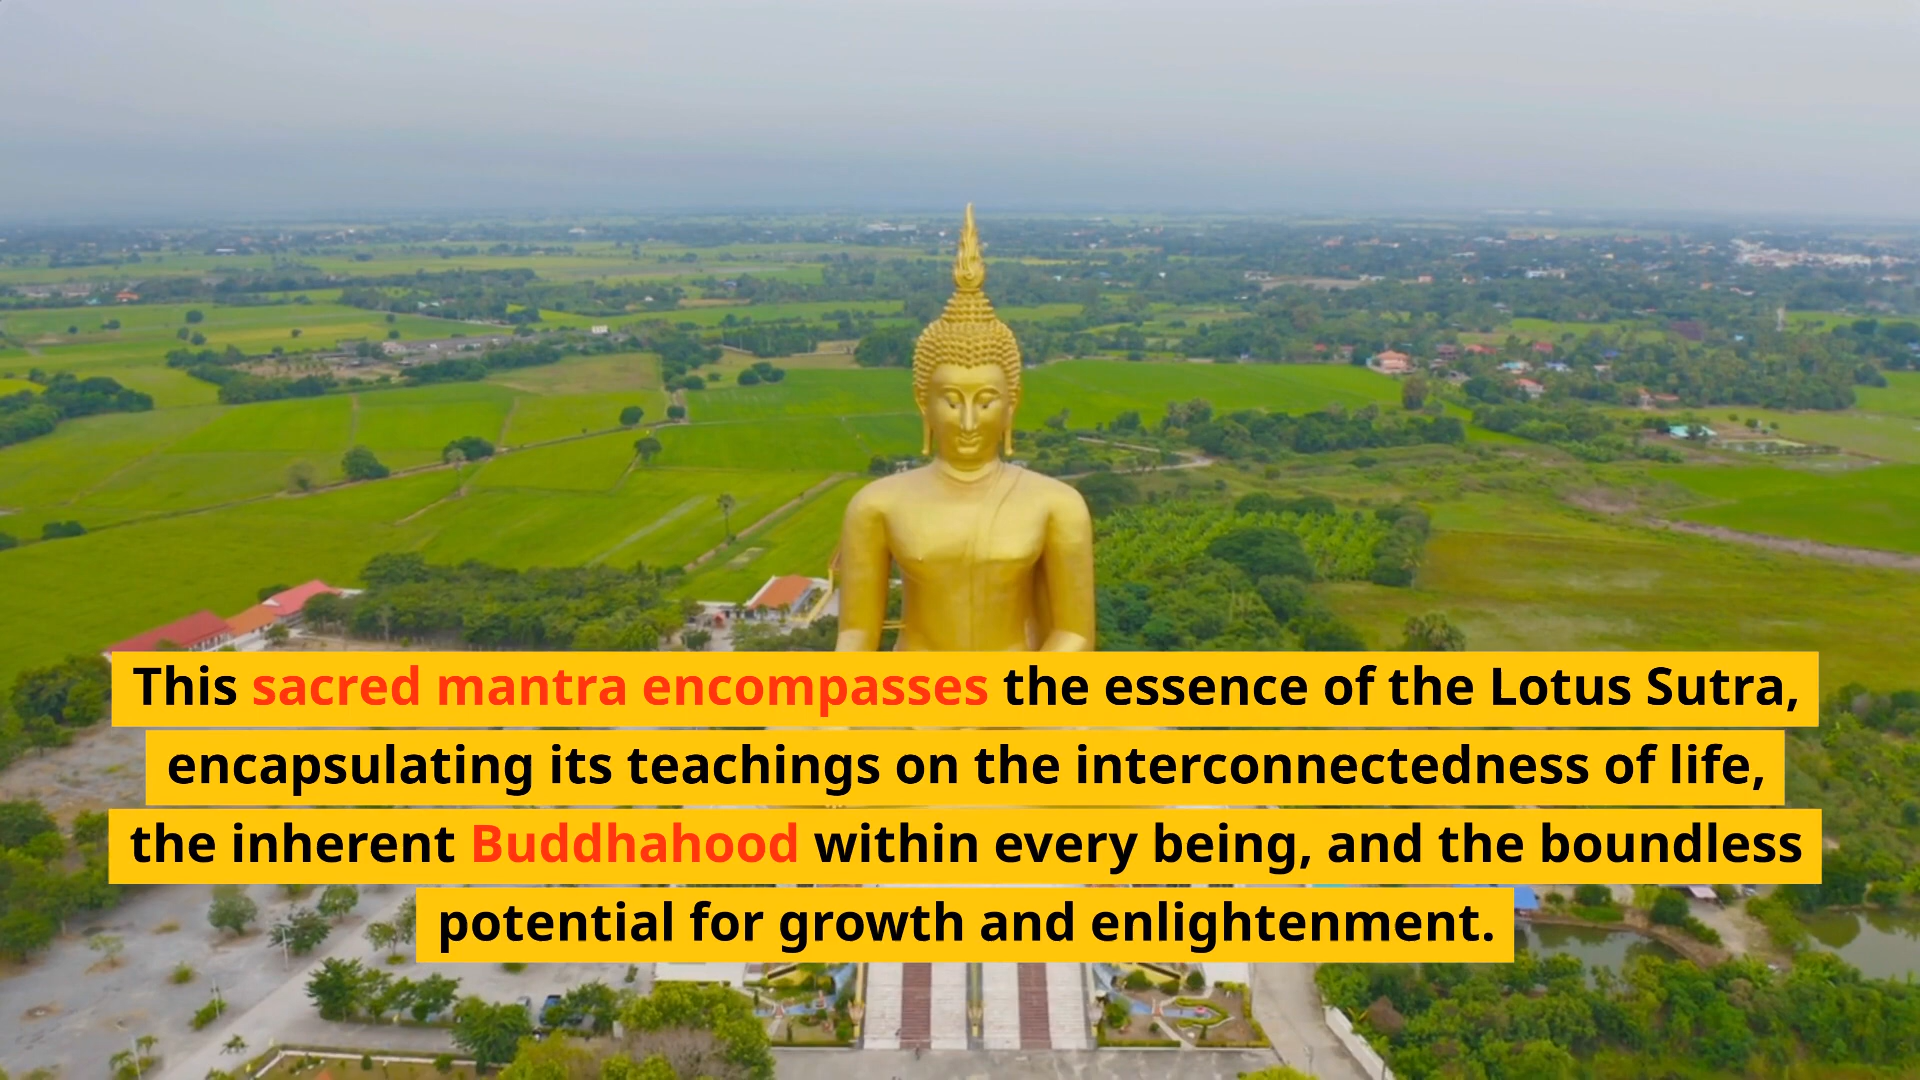 This sacred mantra encompasses the essence of the Lotus Sutra,
encapsulating its teachings on the interconnectedness of life,
the inherent Buddhahood within every being, and the boundless
potential for growth and enlightenment.